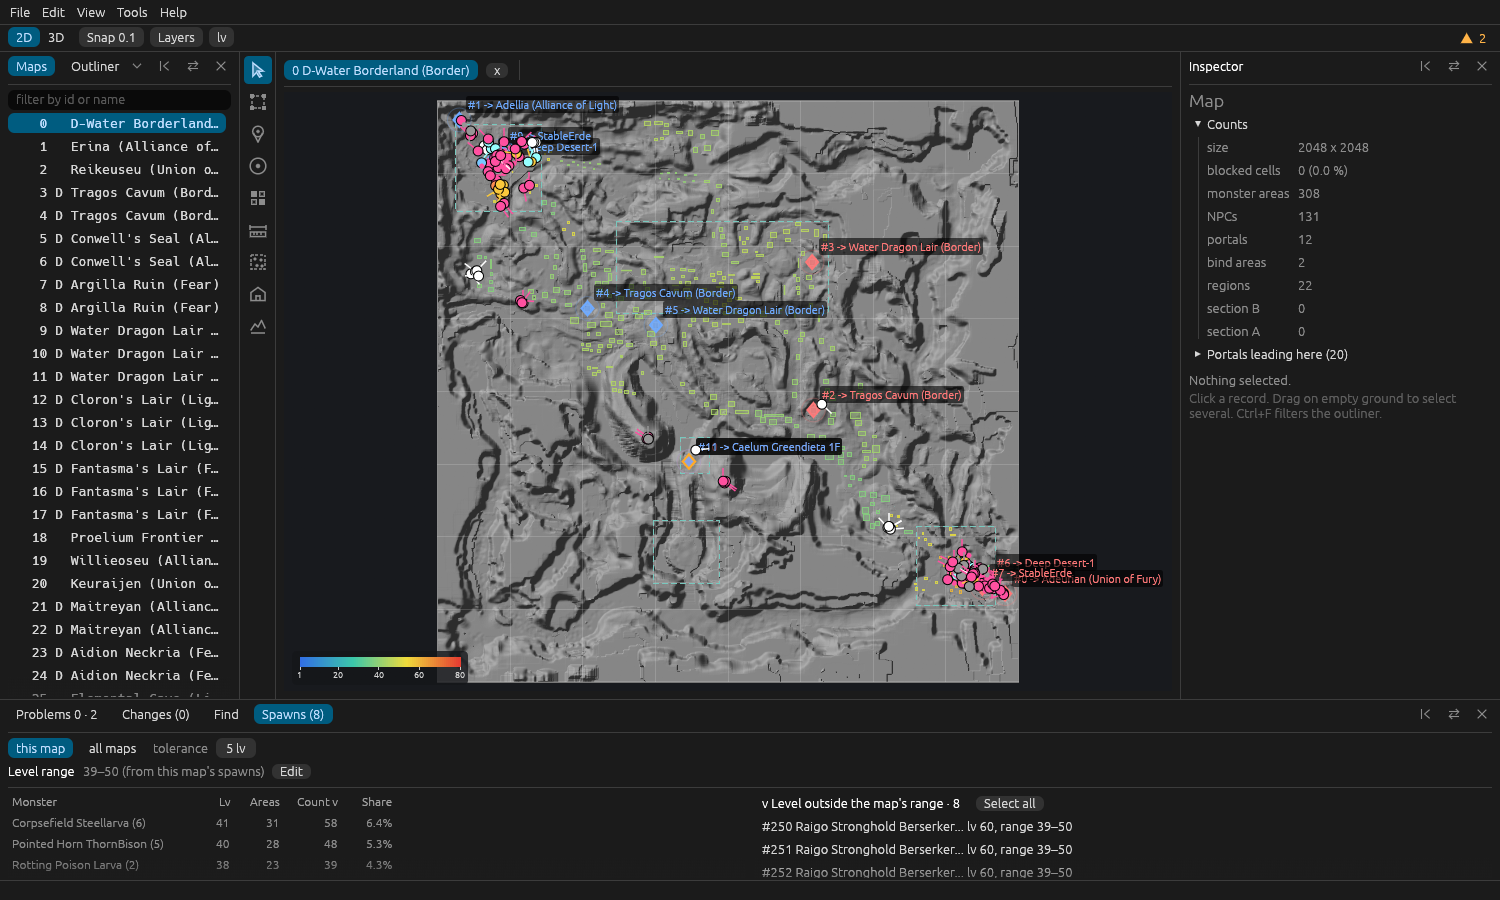 File Edit View Tools Help
2D 3D Snap 0.1 Layers lv 2
Maps Outliner
filter by id or name
0 D-Water Borderland…
1 Erina (Alliance of…
2 Reikeuseu (Union o…
3 D Tragos Cavum (Bord…
4 D Tragos Cavum (Bord…
5 D Conwell's Seal (Al…
6 D Conwell's Seal (Al…
7 D Argilla Ruin (Fear)
8 D Argilla Ruin (Fear)
9 D Water Dragon Lair …
10 D Water Dragon Lair …
11 D Water Dragon Lair …
12 D Cloron's Lair (Lig…
13 D Cloron's Lair (Lig…
14 D Cloron's Lair (Lig…
15 D Fantasma's Lair (F…
16 D Fantasma's Lair (F…
17 D Fantasma's Lair (F…
18 Proelium Frontier …
19 Willieoseu (Allian…
20 Keuraijen (Union o…
21 D Maitreyan (Allianc…
22 D Maitreyan (Allianc…
23 D Aidion Neckria (Fe…
24 D Aidion Neckria (Fe…
0 D-Water Borderland (Border) x
#1 -> Adellia (Alliance of Light)
-> StableErde
Deep Desert-1
#3 -> Water Dragon Lair (Border)
#4 -> Tragos Cavum (Border)
#5 -> Water Dragon Lair (Border)
#2 -> Tragos Cavum (Border)
#11 -> Caelum Greendieta 1F
#6 -> Deep Desert-1
#7 -> StableErde
(Union of Fury)
1 20 40 60 80
Inspector
Map
Counts
size 2048 x 2048
blocked cells 0 (0.0 %)
monster areas 308
NPCs 131
portals 12
bind areas 2
regions 22
section B 0
section A 0
Portals leading here (20)
Nothing selected.
Click a record. Drag on empty ground to select
several. Ctrl+F filters the outliner.
Problems 0 · 2 Changes (0) Find Spawns (8)
this map all maps tolerance 5 lv
Level range 39–50 (from this map's spawns) Edit
Monster Lv Areas Count v Share
Corpsefield Steellarva (6) 41 31 58 6.4%
Pointed Horn ThornBison (5) 40 28 48 5.3%
Rotting Poison Larva (2) 38 23 39 4.3%
v Level outside the map's range · 8 Select all
#250 Raigo Stronghold Berserker… lv 60, range 39–50
#251 Raigo Stronghold Berserker… lv 60, range 39–50
#252 Raigo Stronghold Berserker… lv 60, range 39–50